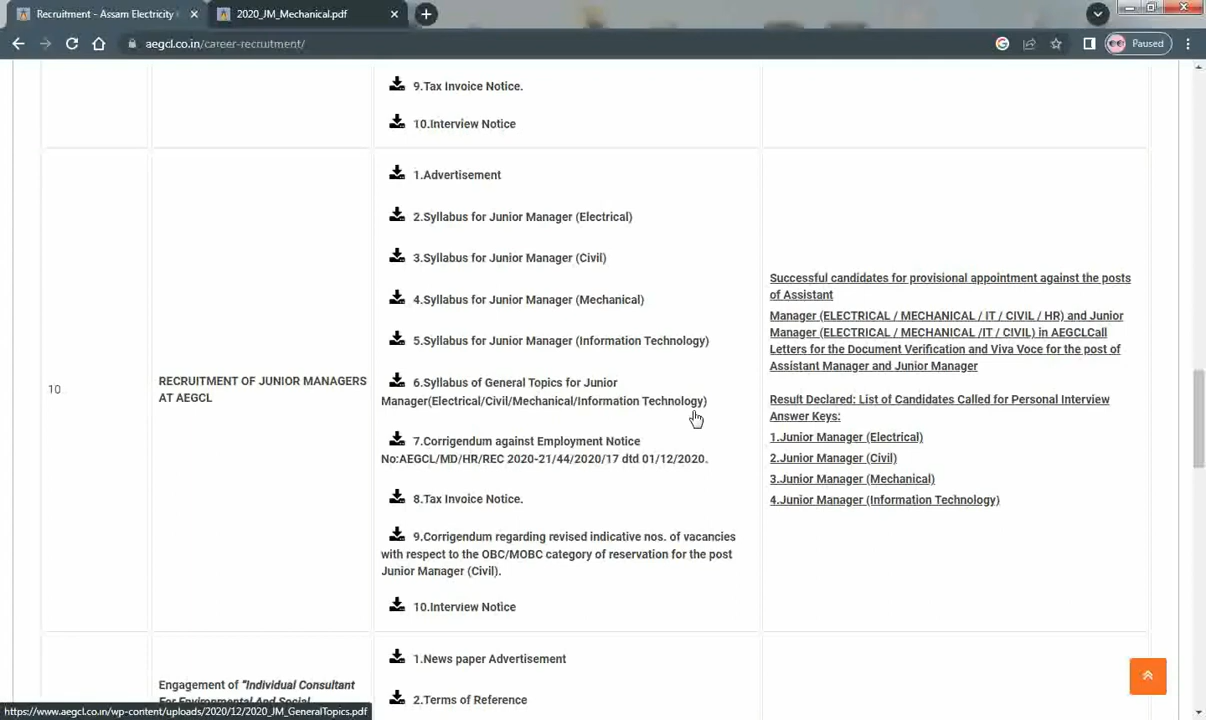 Recruitment - Assam Electricity
2020_JM_Mechanical.pdf
aegcl.co.in/career-recruitment/
Paused
9.Tax Invoice Notice.
10.Interview Notice
10
RECRUITMENT OF JUNIOR MANAGERS
AT AEGCL
1.Advertisement
2.Syllabus for Junior Manager (Electrical)
3.Syllabus for Junior Manager (Civil)
4.Syllabus for Junior Manager (Mechanical)
5.Syllabus for Junior Manager (Information Technology)
6.Syllabus of General Topics for Junior
Manager(Electrical/Civil/Mechanical/Information Technology)
7.Corrigendum against Employment Notice
No:AEGCL/MD/HR/REC 2020-21/44/2020/17 dtd 01/12/2020.
8.Tax Invoice Notice.
9.Corrigendum regarding revised indicative nos. of vacancies
with respect to the OBC/MOBC category of reservation for the post
Junior Manager (Civil).
10.Interview Notice
Successful candidates for provisional appointment against the posts
of Assistant
Manager (ELECTRICAL / MECHANICAL / IT / CIVIL / HR) and Junior
Manager (ELECTRICAL / MECHANICAL /IT / CIVIL) in AEGCLCall
Letters for the Document Verification and Viva Voce for the post of
Assistant Manager and Junior Manager
Result Declared: List of Candidates Called for Personal Interview
Answer Keys:
1.Junior Manager (Electrical)
2.Junior Manager (Civil)
3.Junior Manager (Mechanical)
4.Junior Manager (Information Technology)
Engagement of "Individual Consultant
For Environmental And Social
1.News paper Advertisement
2.Terms of Reference
https://www.aegcl.co.in/wp-content/uploads/2020/12/2020_JM_GeneralTopics.pdf